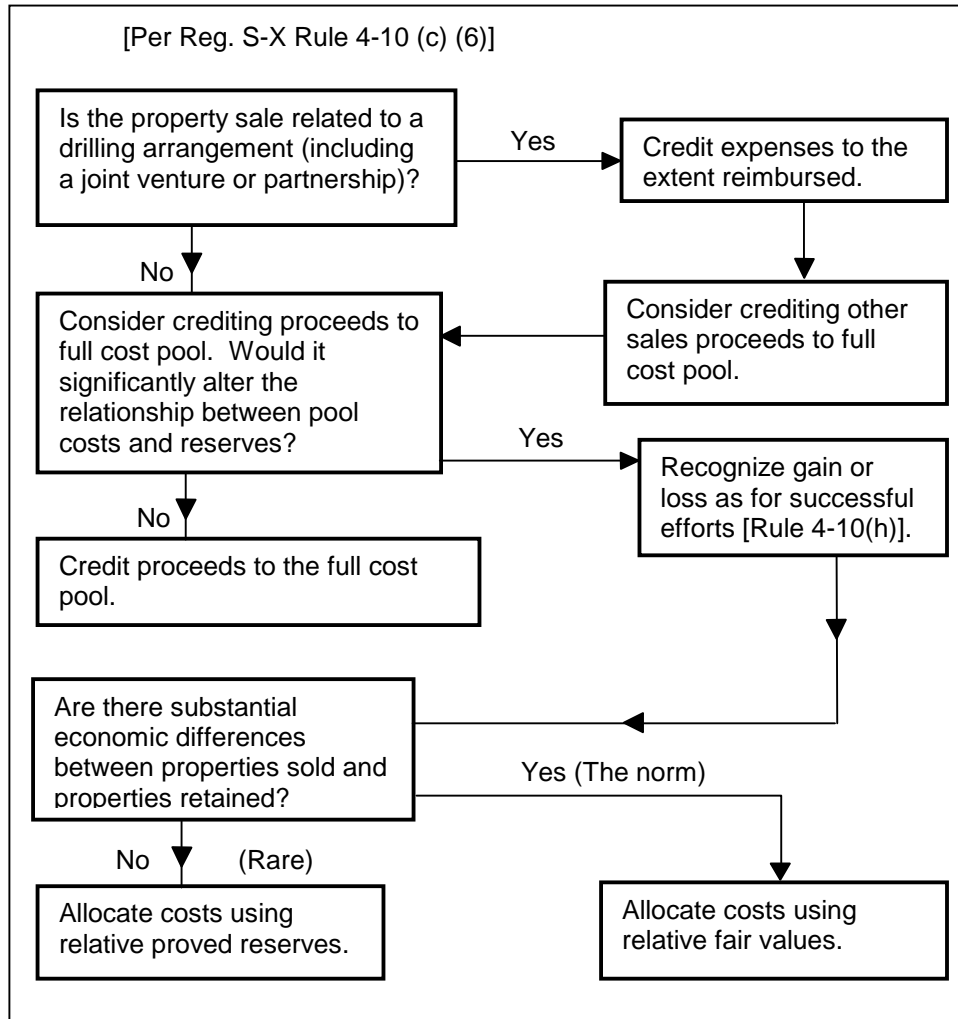 [Per Reg. S-X Rule 4-10 (c) (6)]
Is the property sale related to a
drilling arrangement (including
a joint venture or partnership)?
Yes
Credit expenses to the
extent reimbursed.
No
Consider crediting proceeds to
full cost pool.  Would it
significantly alter the
relationship between pool
costs and reserves?
Consider crediting other
sales proceeds to full
cost pool.
Yes
Recognize gain or
loss as for successful
efforts [Rule 4-10(h)].
No
Credit proceeds to the full cost
pool.
Are there substantial
economic differences
between properties sold and
properties retained?
Yes (The norm)
No (Rare)
Allocate costs using
relative proved reserves.
Allocate costs using
relative fair values.